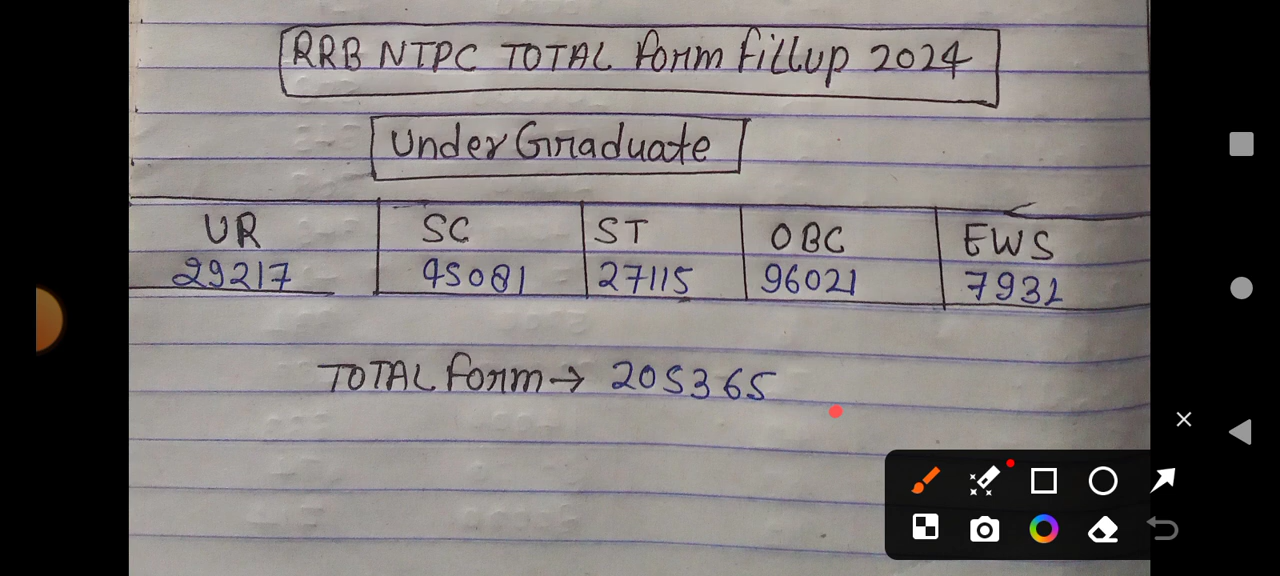 RRB NTPC TOTAL form fillup 2024
Under Graduate
UR SC ST OBC EWS
29217 45081 27115 96021 7931
TOTAL form → 205365